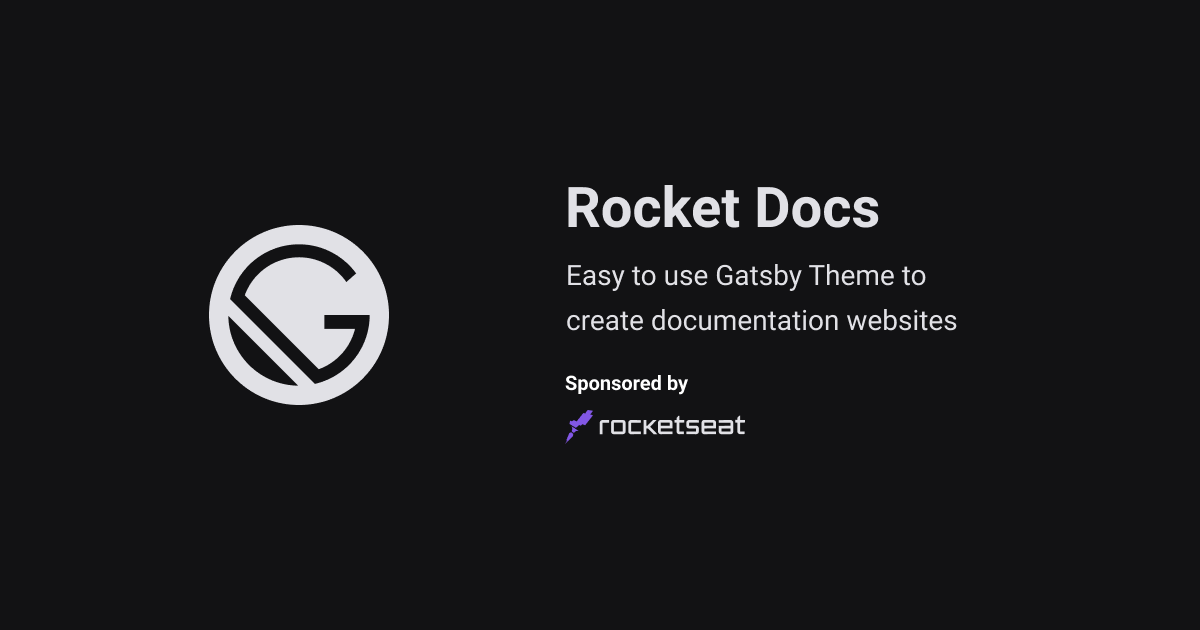 Rocket Docs
Easy to use Gatsby Theme to
create documentation websites
Sponsored by
rocketseat